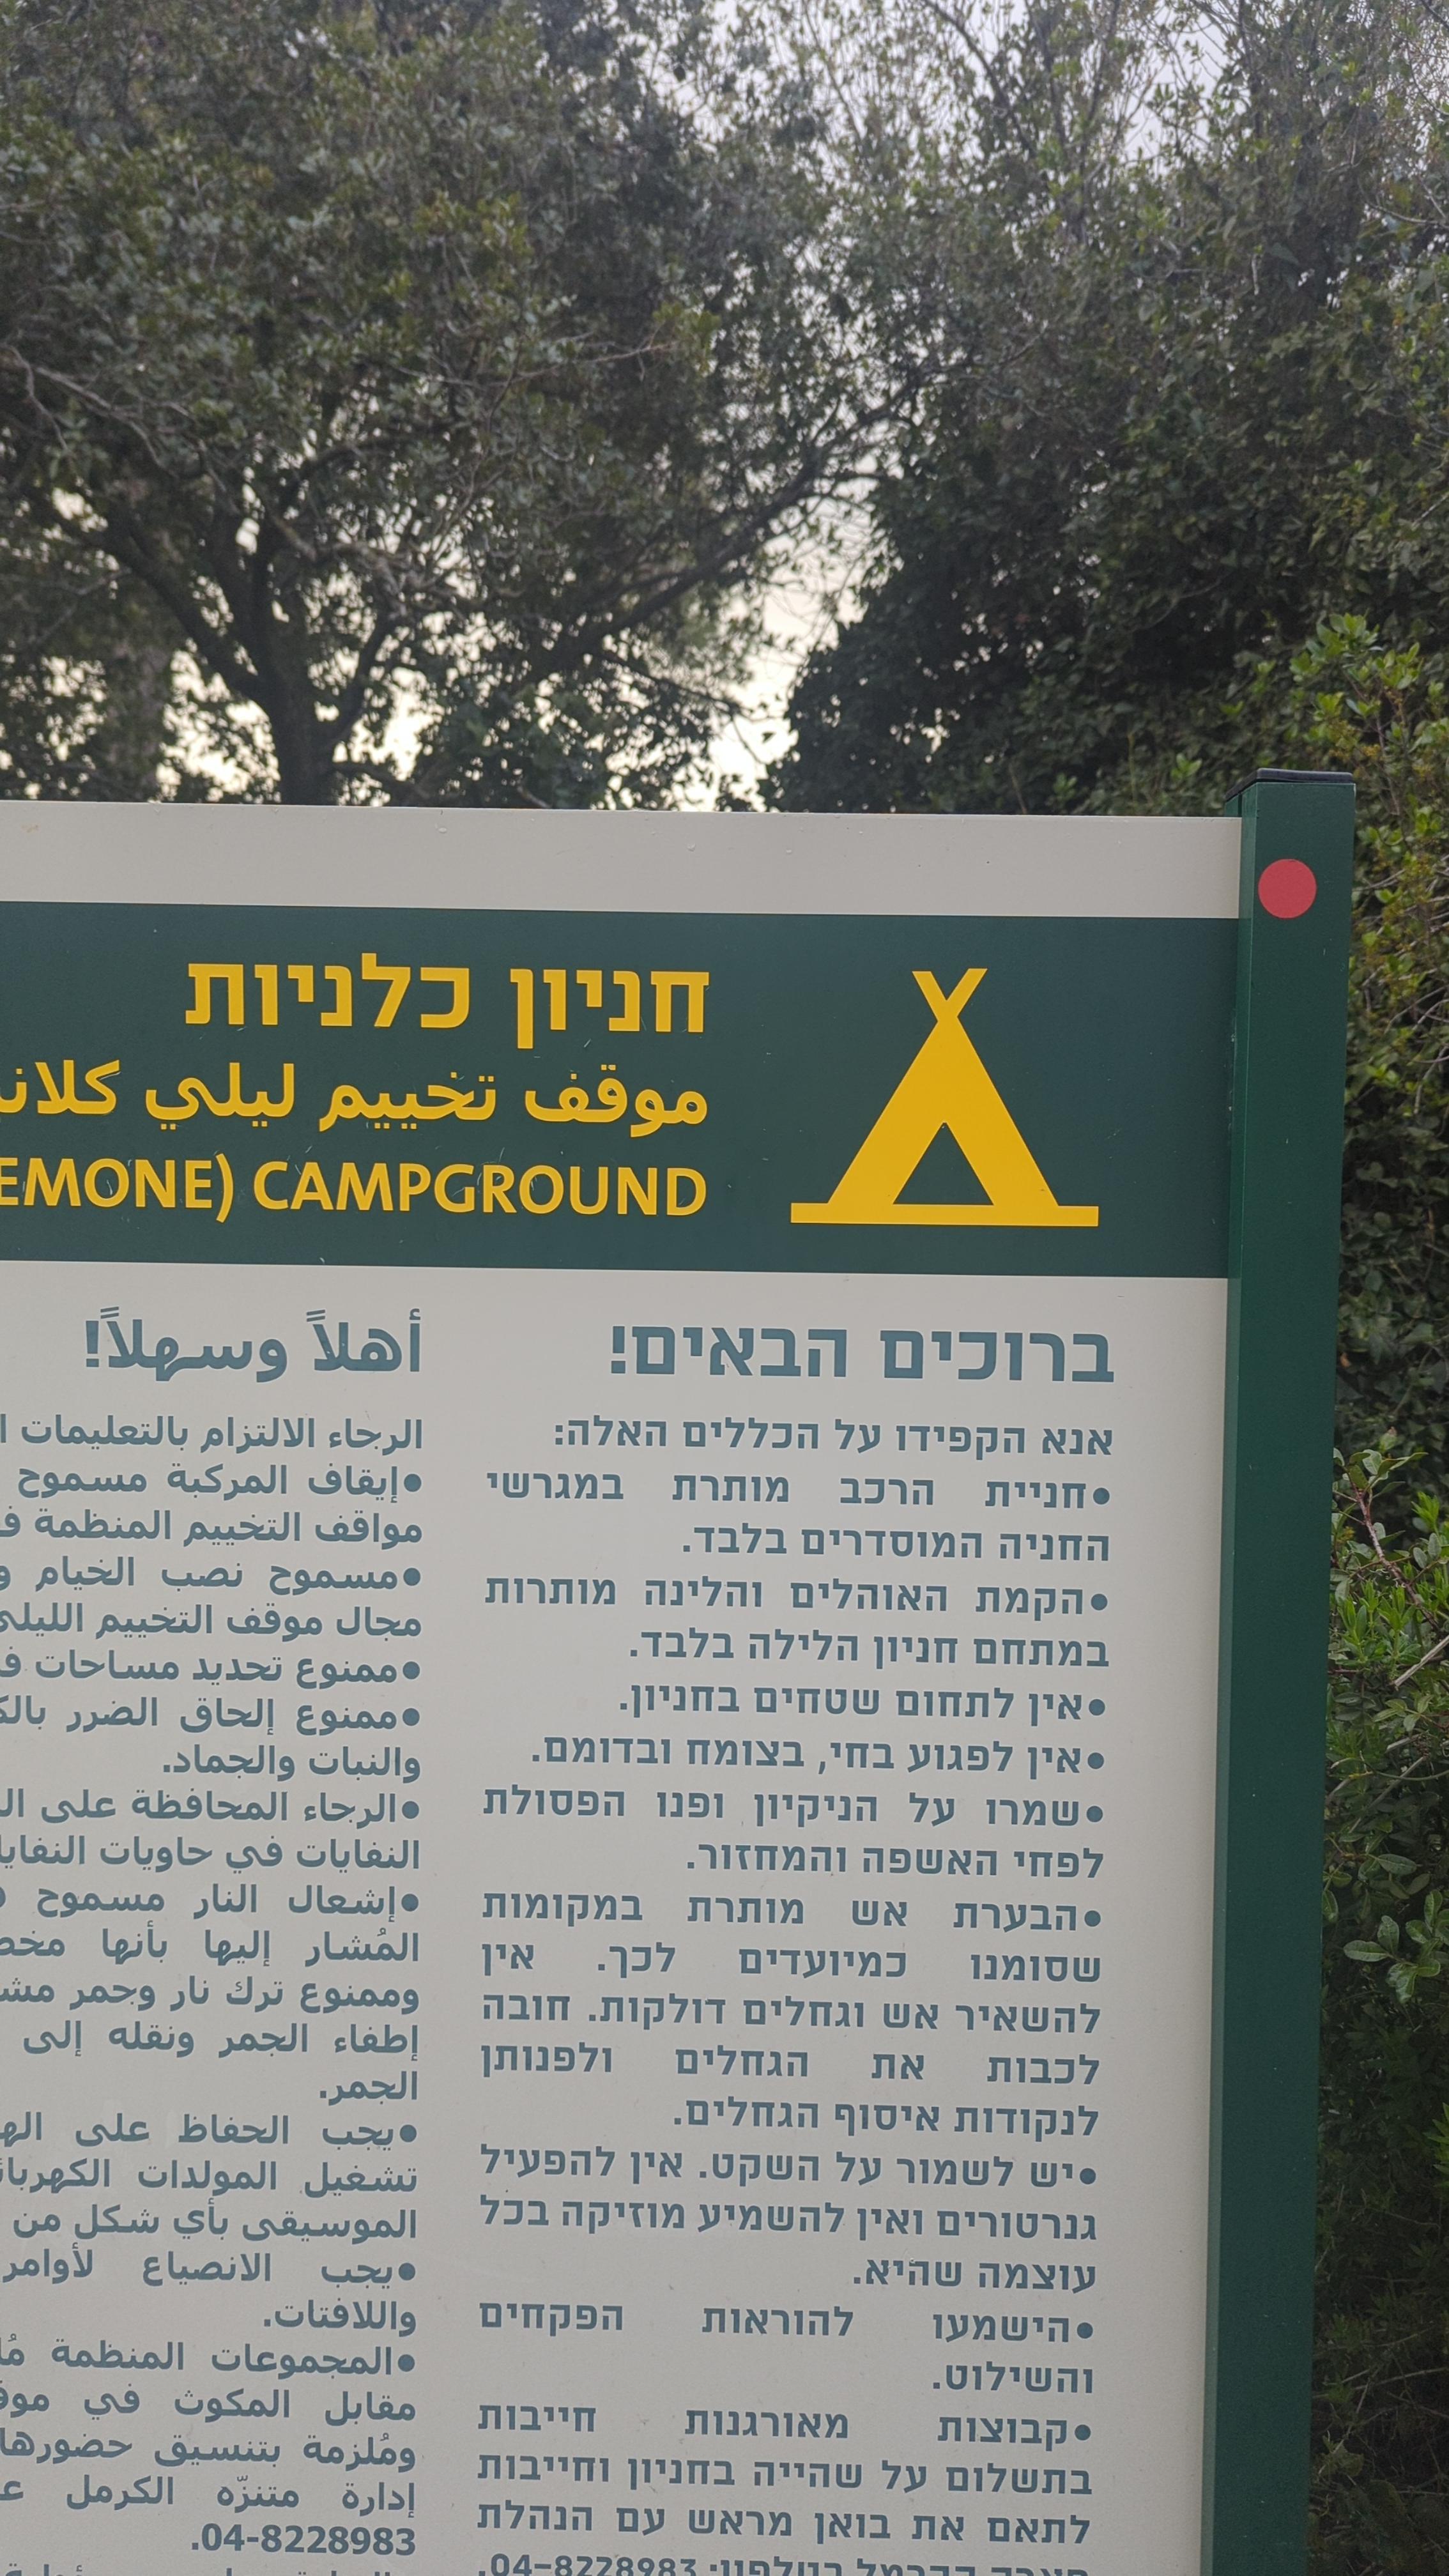 חניון כלניות
موقف تخييم ليلي
CAMPGROUND
ברוכים הבאים!
אנא הקפידו על הכללים האלה:
•חניית הרכב מותרת במגרשי
החניה המוסדרים בלבד.
•הקמת האוהלים והלינה מותרות
במתחם חניון הלילה בלבד.
•אין לתחום שטחים בחניון.
•אין לפגוע בחי, בצומח ובדומם.
•שמרו על הניקיון ופנו הפסולת
לפחי האשפה והמחזור.
•הבערת אש מותרת במקומות
שסומנו כמיועדים לכך. אין
להשאיר אש וגחלים דולקות. חובה
לכבות את הגחלים ולפנותן
לנקודות איסוף הגחלים.
•יש לשמור על השקט. אין להפעיל
גנרטורים ואין להשמיע מוזיקה בכל
עוצמה שהיא.
•הישמעו להוראות הפקחים
והשילוט.
•קבוצות מאורגנות חייבות
בתשלום על שהייה בחניון וחייבות
לתאם את בואן מראש עם הנהלת
04-8228983.
أهلاً وسهلاً!
الرجاء الالتزام بالتعليمات
•إيقاف المركبة مسموح
مواقف التخييم المنظمة
•مسموح نصب الخيام
مجال موقف التخييم
•ممنوع تحديد مساحات
•ممنوع إلحاق الضرر
والنبات والجماد.
•الرجاء المحافظة على
النفايات في حاويات
•إشعال النار مسموح
المُشار إليها بأنها
وممنوع ترك نار وجمر
إطفاء الجمر ونقله إلى
الجمر.
•يجب الحفاظ على
تشغيل المولدات
الموسيقى بأي شكل من
•يجب الانصياع لأوامر
واللافتات.
•المجموعات المنظمة
مقابل المكوث في
ومُلزمة بتنسيق حضورها
إدارة متنزّه الكرمل
04-8228983.